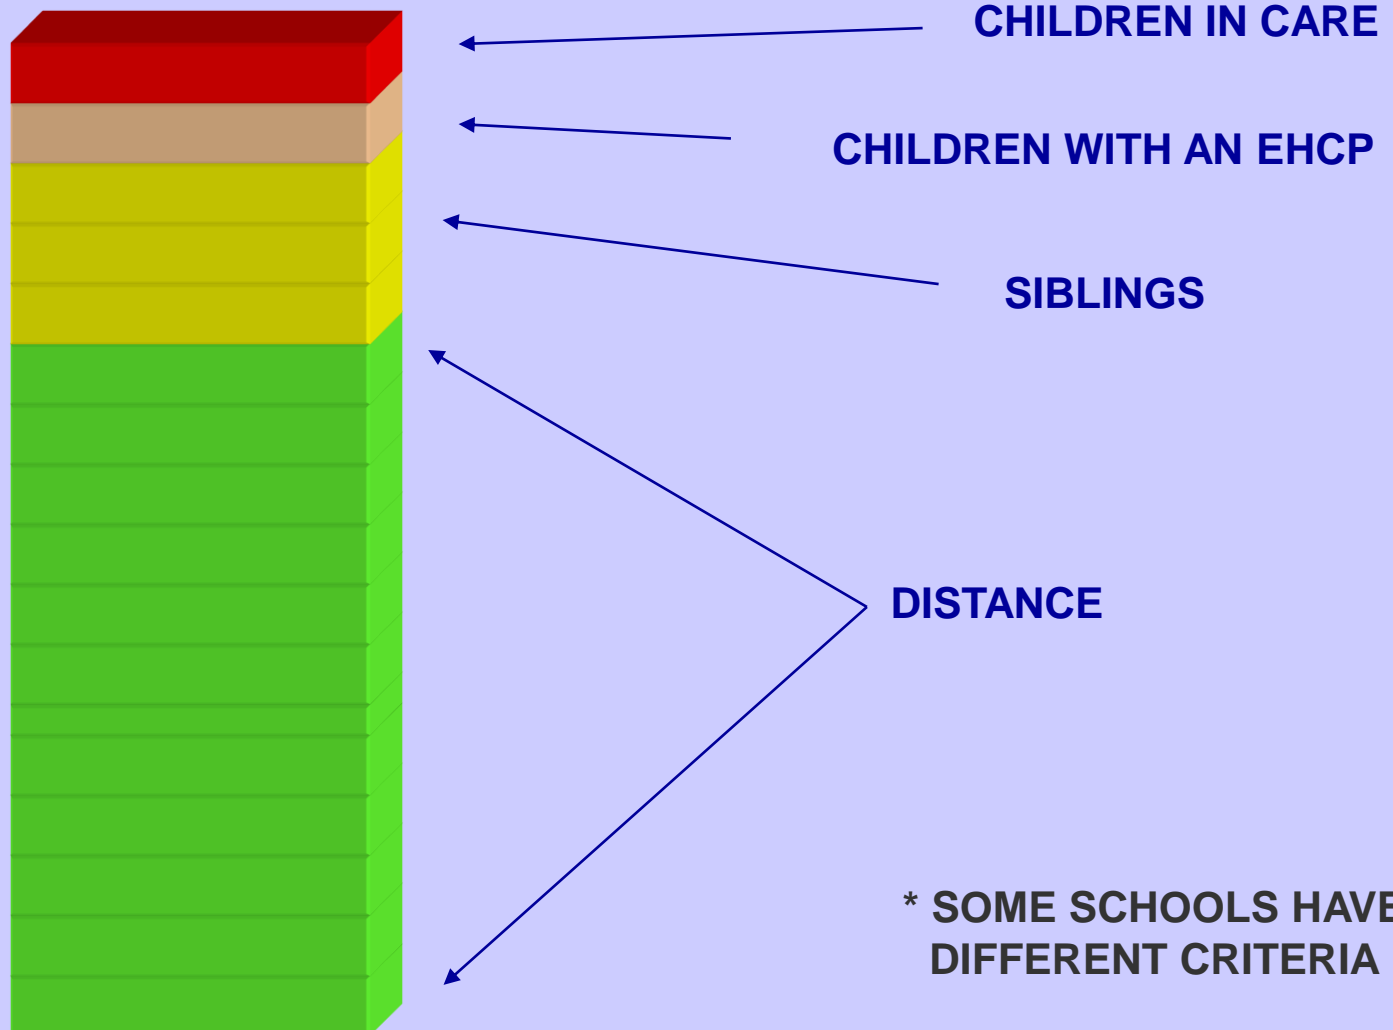 CHILDREN IN CARE
CHILDREN WITH AN EHCP
SIBLINGS
DISTANCE
* SOME SCHOOLS HAVE
DIFFERENT CRITERIA